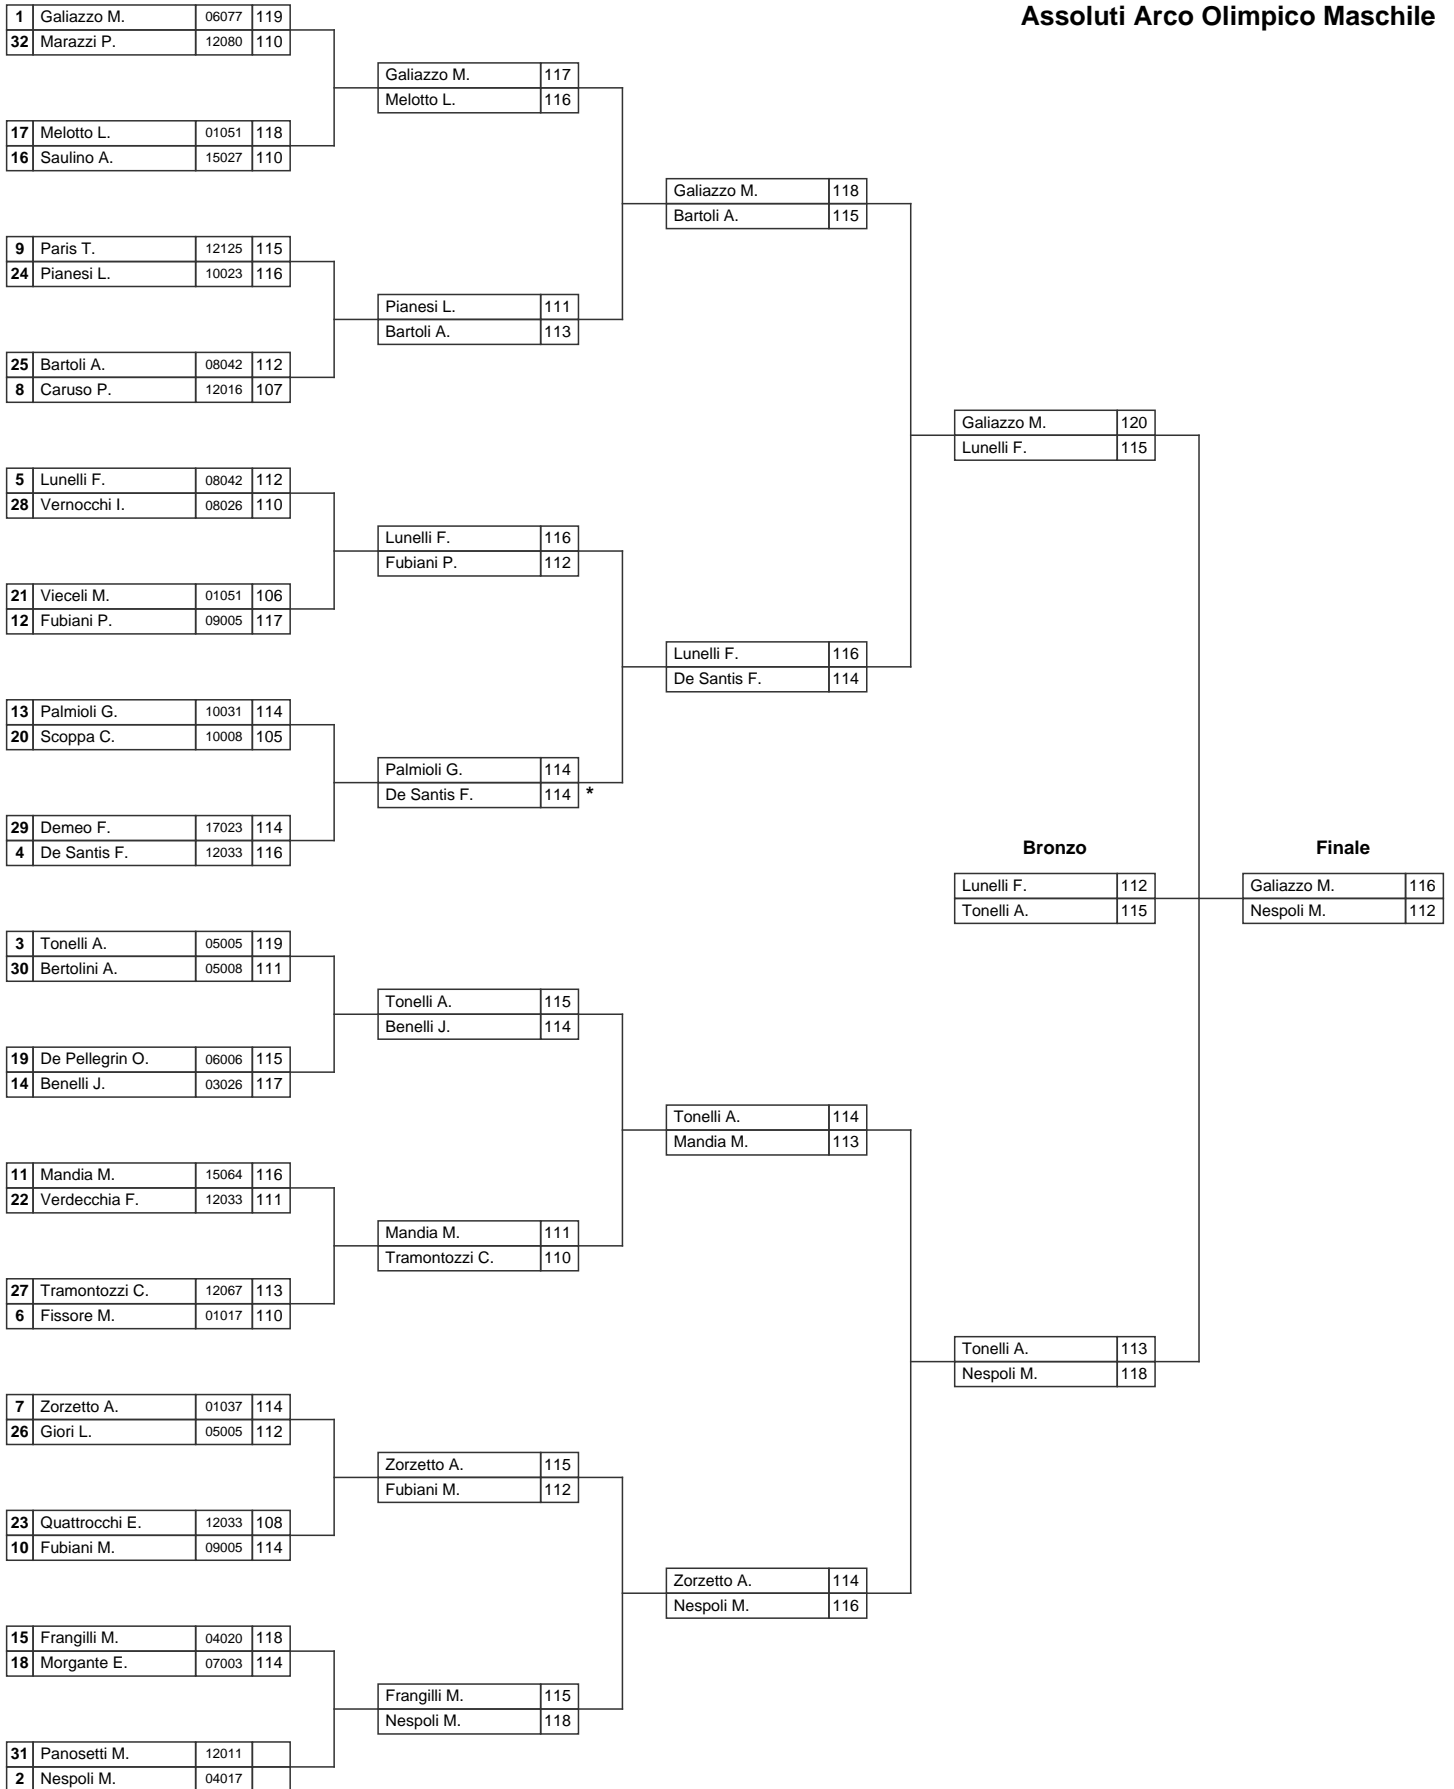 Assoluti Arco Olimpico Maschile
1 Galiazzo M. 06077 119
32 Marazzi P. 12080 110
Galiazzo M. 117
Melotto L. 116
17 Melotto L. 01051 118
16 Saulino A. 15027 110
Galiazzo M. 118
Bartoli A. 115
9 Paris T. 12125 115
24 Pianesi L. 10023 116
Pianesi L. 111
Bartoli A. 113
25 Bartoli A. 08042 112
8 Caruso P. 12016 107
Galiazzo M. 120
Lunelli F. 115
5 Lunelli F. 08042 112
28 Vernocchi I. 08026 110
Lunelli F. 116
Fubiani P. 112
21 Vieceli M. 01051 106
12 Fubiani P. 09005 117
Lunelli F. 116
De Santis F. 114
13 Palmioli G. 10031 114
20 Scoppa C. 10008 105
Palmioli G. 114
De Santis F. 114 *
29 Demeo F. 17023 114
4 De Santis F. 12033 116
Bronzo Finale
Lunelli F. 112 Galiazzo M. 116
Tonelli A. 115 Nespoli M. 112
3 Tonelli A. 05005 119
30 Bertolini A. 05008 111
Tonelli A. 115
Benelli J. 114
19 De Pellegrin O. 06006 115
14 Benelli J. 03026 117
Tonelli A. 114
Mandia M. 113
11 Mandia M. 15064 116
22 Verdecchia F. 12033 111
Mandia M. 111
Tramontozzi C. 110
27 Tramontozzi C. 12067 113
6 Fissore M. 01017 110
Tonelli A. 113
Nespoli M. 118
7 Zorzetto A. 01037 114
26 Giori L. 05005 112
Zorzetto A. 115
Fubiani M. 112
23 Quattrocchi E. 12033 108
10 Fubiani M. 09005 114
Zorzetto A. 114
Nespoli M. 116
15 Frangilli M. 04020 118
18 Morgante E. 07003 114
Frangilli M. 115
Nespoli M. 118
31 Panosetti M. 12011
2 Nespoli M. 04017